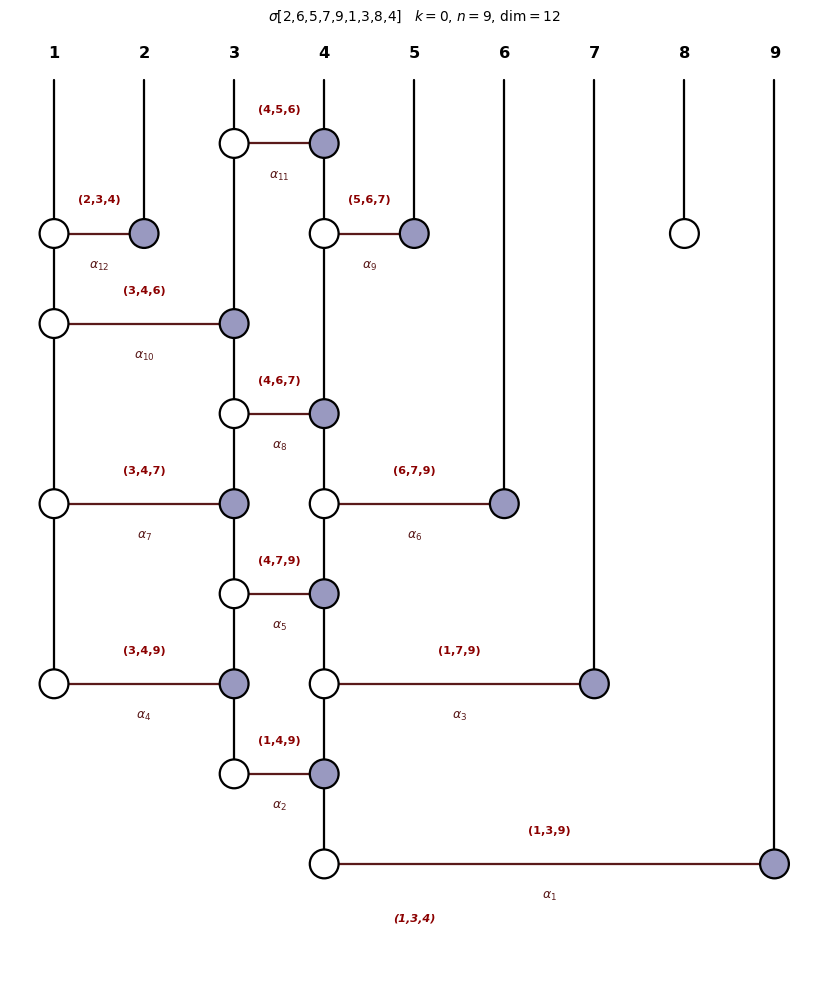 σ[2,6,5,7,9,1,3,8,4] k = 0, n = 9, dim = 12
1 2 3 4 5 6 7 8 9
(4,5,6)
α₁₁
(2,3,4) (5,6,7)
α₁₂ α₉
(3,4,6)
α₁₀
(4,6,7)
α₈
(3,4,7) (6,7,9)
α₇ α₆
(4,7,9)
α₅
(3,4,9) (1,7,9)
α₄ α₃
(1,4,9)
α₂
(1,3,9)
α₁
(1,3,4)